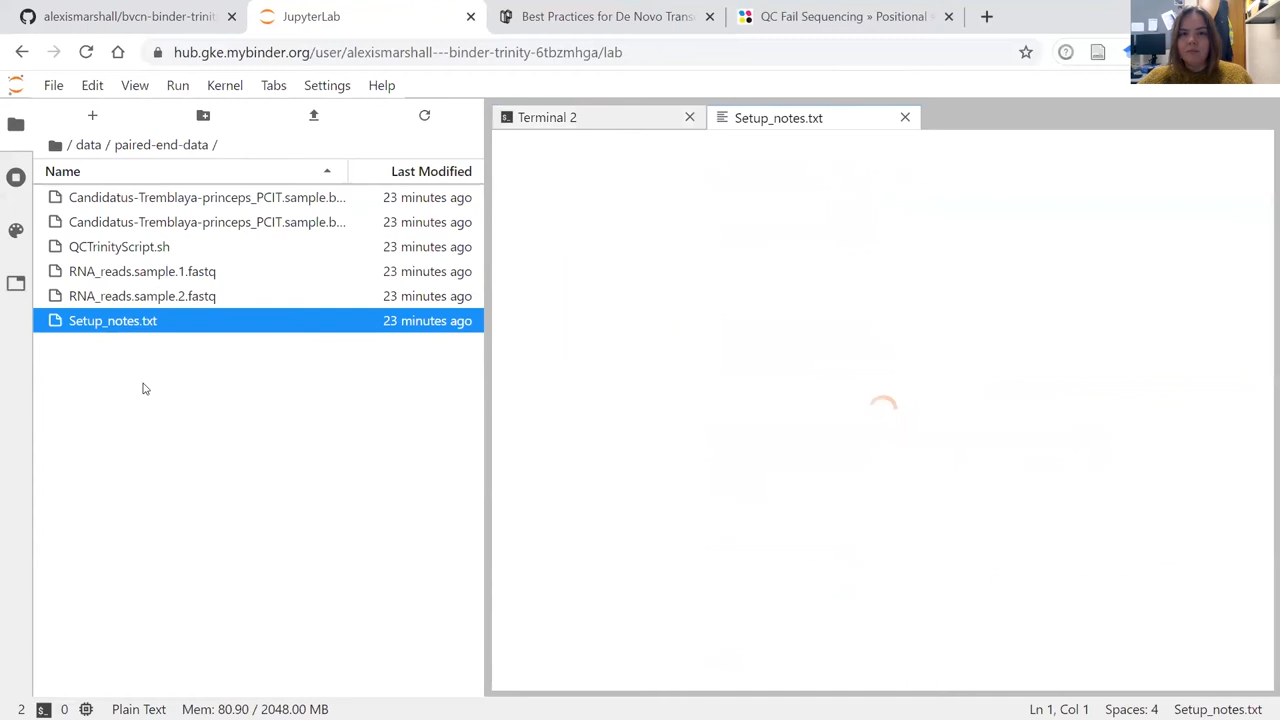 alexismarshall/bvcn-binder-trinit
JupyterLab
Best Practices for De Novo Trans
QC Fail Sequencing » Positional
hub.gke.mybinder.org/user/alexismarshall---binder-trinity-6tbzmhga/lab
File Edit View Run Kernel Tabs Settings Help
/ data / paired-end-data /
Terminal 2
Setup_notes.txt
Name Last Modified
Candidatus-Tremblaya-princeps_PCIT.sample.b... 23 minutes ago
Candidatus-Tremblaya-princeps_PCIT.sample.b... 23 minutes ago
QCTrinityScript.sh 23 minutes ago
RNA_reads.sample.1.fastq 23 minutes ago
RNA_reads.sample.2.fastq 23 minutes ago
Setup_notes.txt 23 minutes ago
2 0 Plain Text Mem: 80.90 / 2048.00 MB Ln 1, Col 1 Spaces: 4 Setup_notes.txt